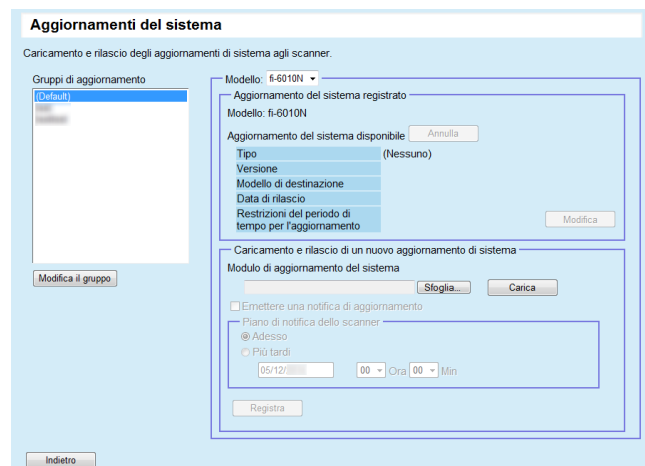 Aggiornamenti del sistema
Caricamento e rilascio degli aggiornamenti di sistema agli scanner.
Gruppi di aggiornamento
(Default)
Modifica il gruppo
Modello: fi-6010N
Aggiornamento del sistema registrato
Modello: fi-6010N
Aggiornamento del sistema disponibile Annulla
Tipo (Nessuno)
Versione
Modello di destinazione
Data di rilascio
Restrizioni del periodo di
tempo per l'aggiornamento
Modifica
Caricamento e rilascio di un nuovo aggiornamento di sistema
Modulo di aggiornamento del sistema
Sfoglia... Carica
Emettere una notifica di aggiornamento
Piano di notifica dello scanner
Adesso
Più tardi
05/12/ 00 Ora 00 Min
Registra
Indietro